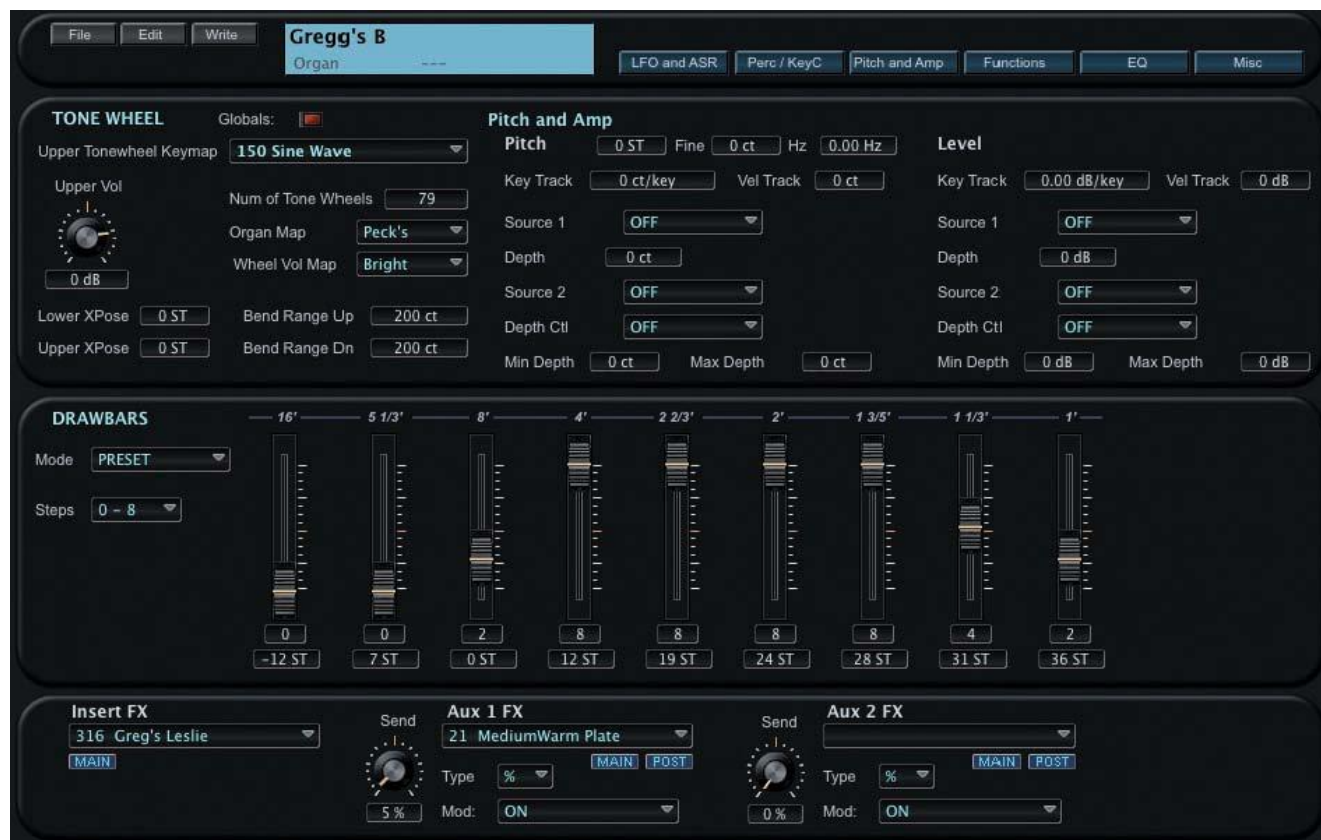 File Edit Write
Gregg's B
Organ ---
LFO and ASR Perc / KeyC Pitch and Amp Functions EQ Misc
TONE WHEEL Globals:
Upper Tonewheel Keymap 150 Sine Wave
Upper Vol
0 dB
Num of Tone Wheels 79
Organ Map Peck's
Wheel Vol Map Bright
Lower XPose 0 ST Bend Range Up 200 ct
Upper XPose 0 ST Bend Range Dn 200 ct
Pitch and Amp
Pitch 0 ST Fine 0 ct Hz 0.00 Hz
Key Track 0 ct/key Vel Track 0 ct
Source 1 OFF
Depth 0 ct
Source 2 OFF
Depth Ctl OFF
Min Depth 0 ct Max Depth 0 ct
Level
Key Track 0.00 dB/key Vel Track 0 dB
Source 1 OFF
Depth 0 dB
Source 2 OFF
Depth Ctl OFF
Min Depth 0 dB Max Depth 0 dB
DRAWBARS
Mode PRESET
Steps 0 - 8
16' 5 1/3' 8' 4' 2 2/3' 2' 1 3/5' 1 1/3' 1'
0 0 2 8 8 8 8 4 2
-12 ST 7 ST 0 ST 12 ST 19 ST 24 ST 28 ST 31 ST 36 ST
Insert FX
316 Greg's Leslie
MAIN
Send
5 %
Aux 1 FX
21 MediumWarm Plate
MAIN POST
Type %
Mod: ON
Send
0 %
Aux 2 FX
MAIN POST
Type %
Mod: ON